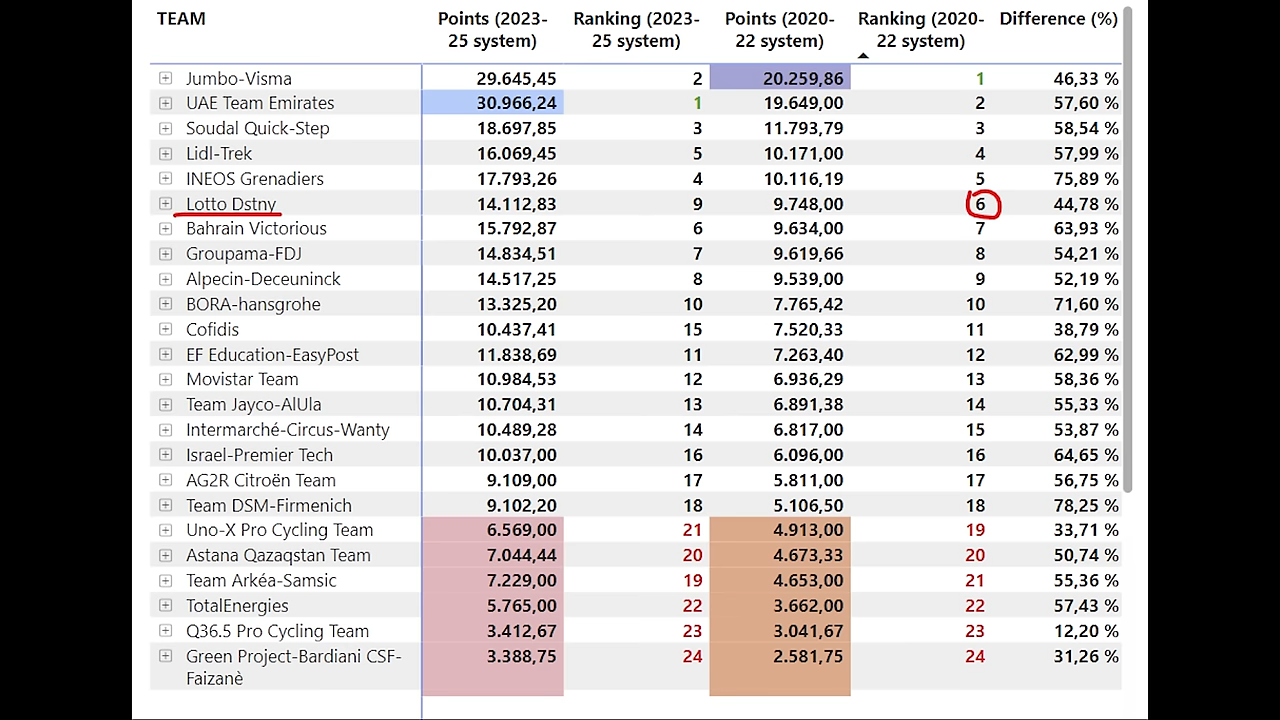 TEAM Points (2023- Ranking (2023- Points (2020- Ranking (2020- Difference (%)
25 system) 25 system) 22 system) 22 system)
Jumbo-Visma 29.645,45 2 20.259,86 1 46,33 %
UAE Team Emirates 30.966,24 1 19.649,00 2 57,60 %
Soudal Quick-Step 18.697,85 3 11.793,79 3 58,54 %
Lidl-Trek 16.069,45 5 10.171,00 4 57,99 %
INEOS Grenadiers 17.793,26 4 10.116,19 5 75,89 %
Lotto Dstny 14.112,83 9 9.748,00 6 44,78 %
Bahrain Victorious 15.792,87 6 9.634,00 7 63,93 %
Groupama-FDJ 14.834,51 7 9.619,66 8 54,21 %
Alpecin-Deceuninck 14.517,25 8 9.539,00 9 52,19 %
BORA-hansgrohe 13.325,20 10 7.765,42 10 71,60 %
Cofidis 10.437,41 15 7.520,33 11 38,79 %
EF Education-EasyPost 11.838,69 11 7.263,40 12 62,99 %
Movistar Team 10.984,53 12 6.936,29 13 58,36 %
Team Jayco-AlUla 10.704,31 13 6.891,38 14 55,33 %
Intermarché-Circus-Wanty 10.489,28 14 6.817,00 15 53,87 %
Israel-Premier Tech 10.037,00 16 6.096,00 16 64,65 %
AG2R Citroën Team 9.109,00 17 5.811,00 17 56,75 %
Team DSM-Firmenich 9.102,20 18 5.106,50 18 78,25 %
Uno-X Pro Cycling Team 6.569,00 21 4.913,00 19 33,71 %
Astana Qazaqstan Team 7.044,44 20 4.673,33 20 50,74 %
Team Arkéa-Samsic 7.229,00 19 4.653,00 21 55,36 %
TotalEnergies 5.765,00 22 3.662,00 22 57,43 %
Q36.5 Pro Cycling Team 3.412,67 23 3.041,67 23 12,20 %
Green Project-Bardiani CSF- 3.388,75 24 2.581,75 24 31,26 %
Faizanè